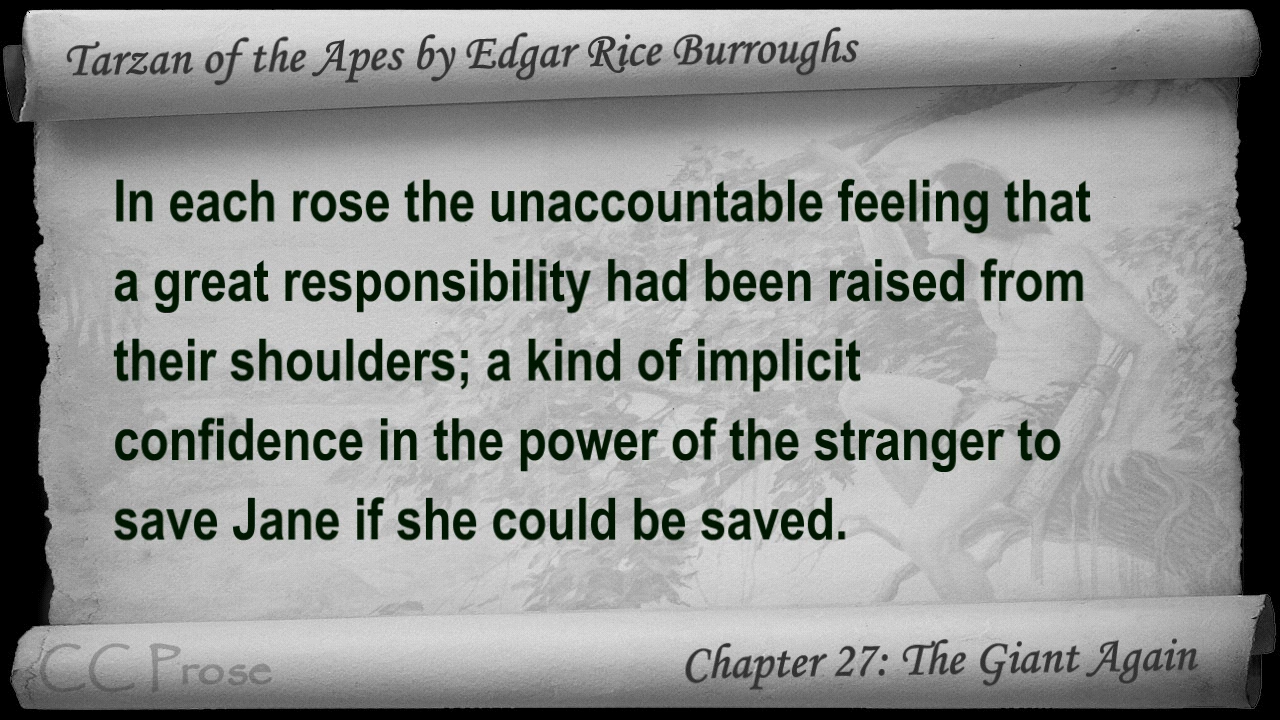 Tarzan of the Apes by Edgar Rice Burroughs
In each rose the unaccountable feeling that
a great responsibility had been raised from
their shoulders; a kind of implicit
confidence in the power of the stranger to
save Jane if she could be saved.
CC Prose
Chapter 27: The Giant Again